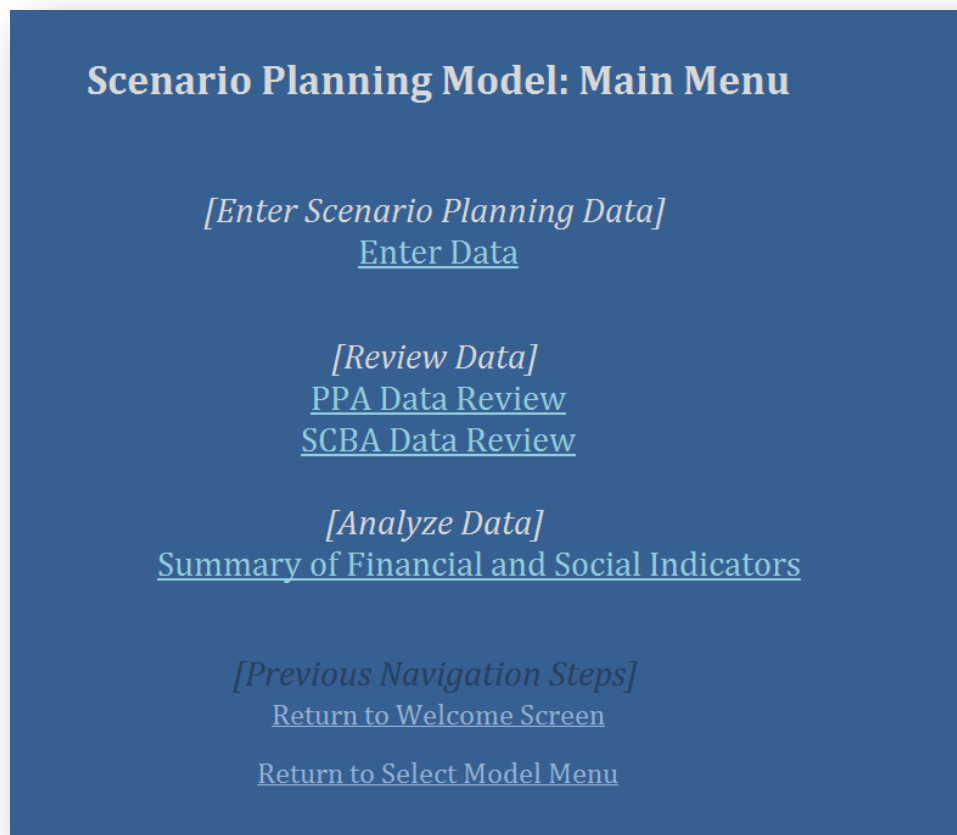 Scenario Planning Model: Main Menu
[Enter Scenario Planning Data]
Enter Data
[Review Data]
PPA Data Review
SCBA Data Review
[Analyze Data]
Summary of Financial and Social Indicators
[Previous Navigation Steps]
Return to Welcome Screen
Return to Select Model Menu